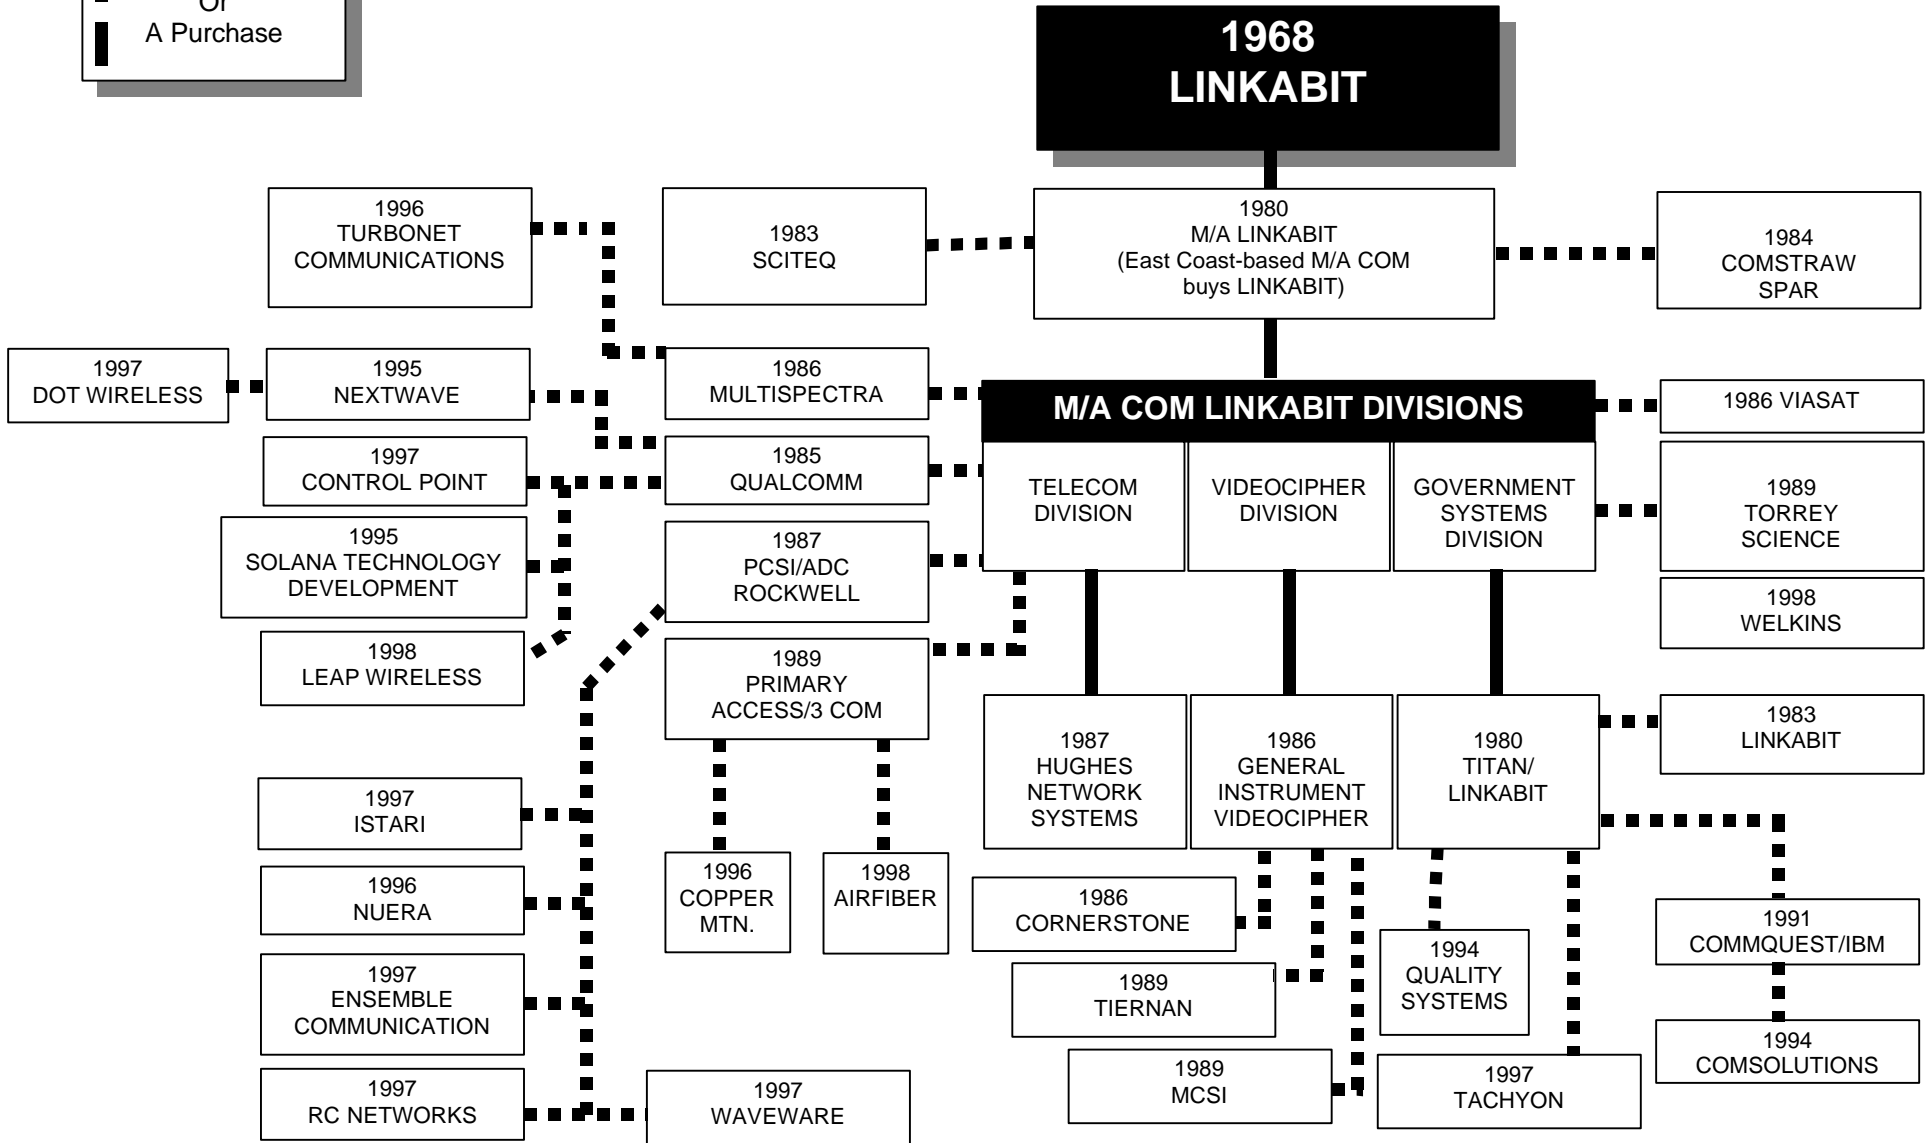 Or
A Purchase
1968
LINKABIT
1996
TURBONET
COMMUNICATIONS
1983
SCITEQ
1980
M/A LINKABIT
(East Coast-based M/A COM
buys LINKABIT)
1984
COMSTRAW
SPAR
1997
DOT WIRELESS
1995
NEXTWAVE
1986
MULTISPECTRA
M/A COM LINKABIT DIVISIONS
1986 VIASAT
1997
CONTROL POINT
1985
QUALCOMM
TELECOM
DIVISION
VIDEOCIPHER
DIVISION
GOVERNMENT
SYSTEMS
DIVISION
1989
TORREY
SCIENCE
1995
SOLANA TECHNOLOGY
DEVELOPMENT
1987
PCSI/ADC
ROCKWELL
1998
WELKINS
1998
LEAP WIRELESS
1989
PRIMARY
ACCESS/3 COM
1987
HUGHES
NETWORK
SYSTEMS
1986
GENERAL
INSTRUMENT
VIDEOCIPHER
1980
TITAN/
LINKABIT
1983
LINKABIT
1997
ISTARI
1996
COPPER
MTN.
1998
AIRFIBER
1996
NUERA
1986
CORNERSTONE
1994
QUALITY
SYSTEMS
1991
COMMQUEST/IBM
1997
ENSEMBLE
COMMUNICATION
1989
TIERNAN
1994
COMSOLUTIONS
1997
RC NETWORKS
1997
WAVEWARE
1989
MCSI
1997
TACHYON